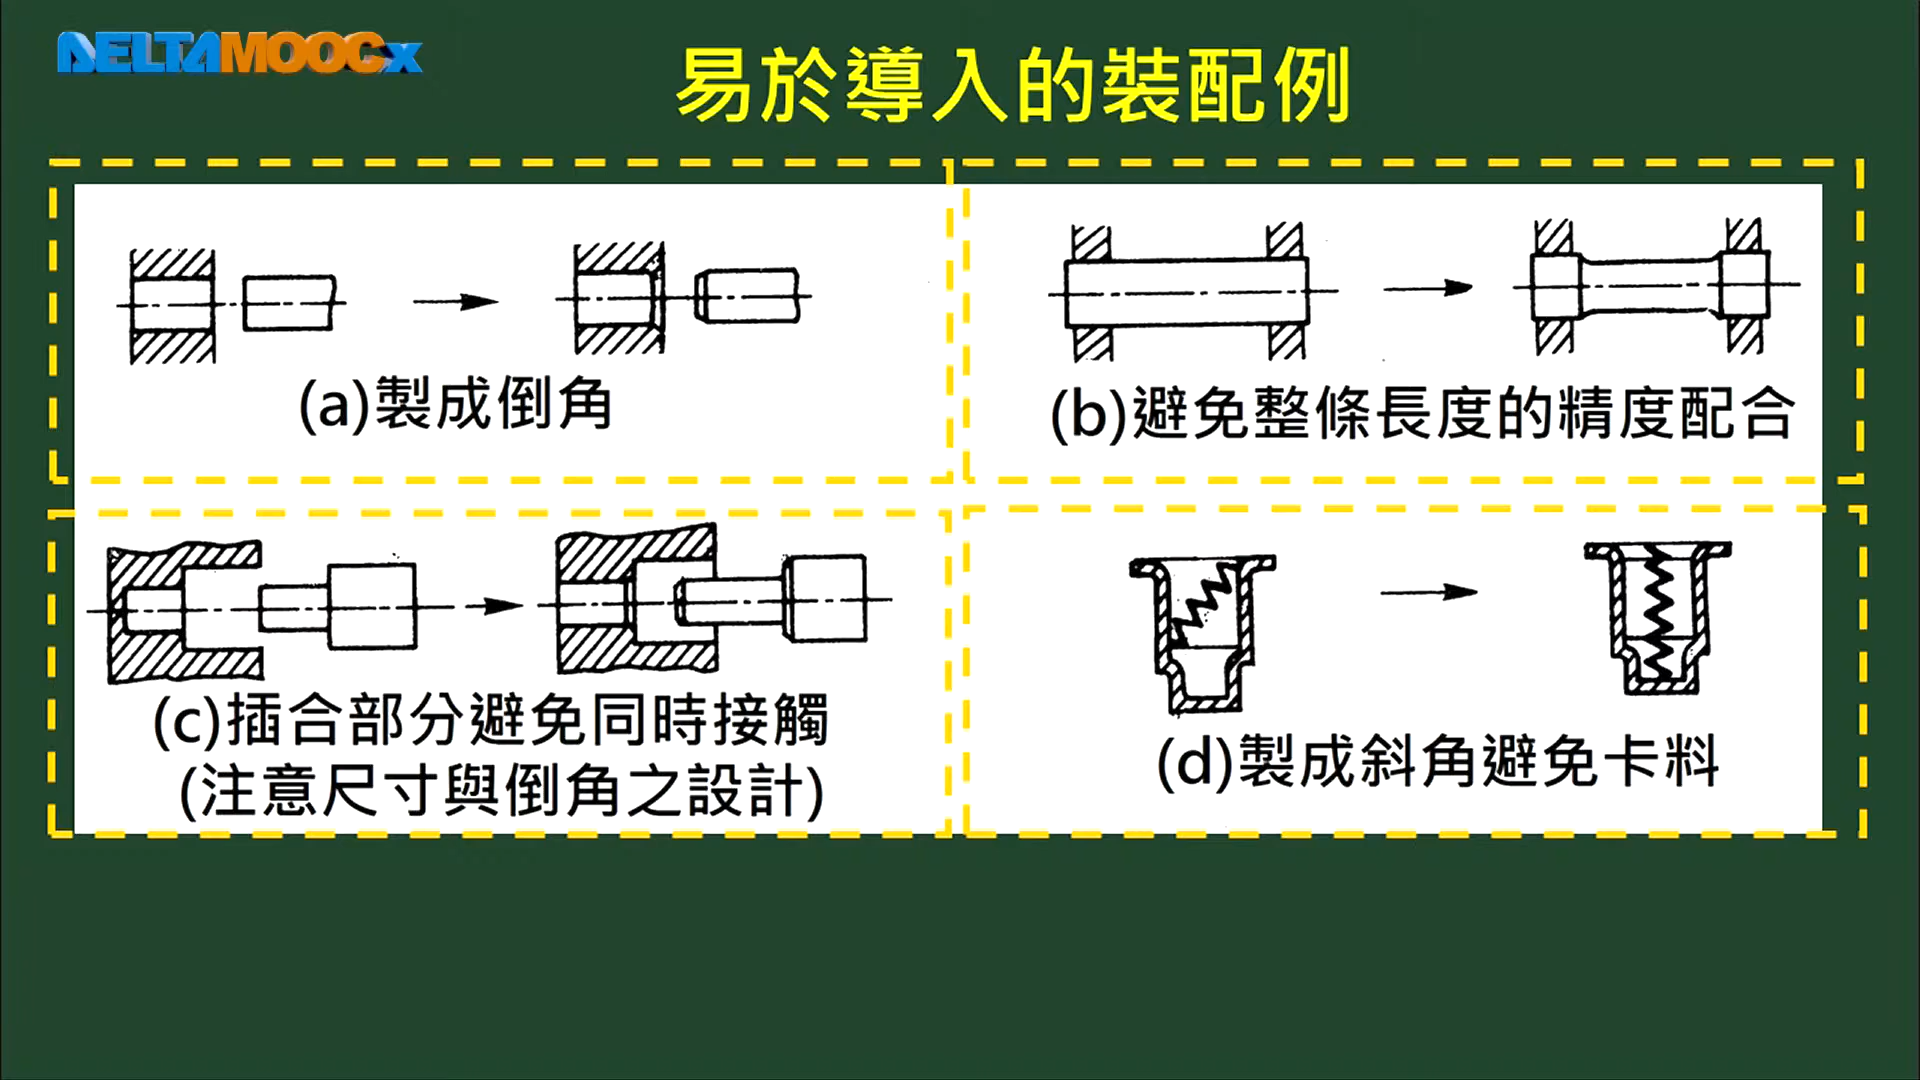 DELTAMOOCx
易於導入的裝配例
(a)製成倒角
(b)避免整條長度的精度配合
(c)插合部分避免同時接觸
(注意尺寸與倒角之設計)
(d)製成斜角避免卡料